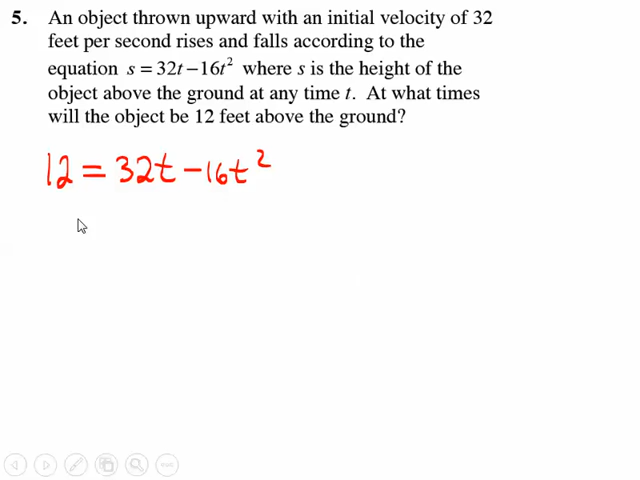 5. An object thrown upward with an initial velocity of 32
feet per second rises and falls according to the
equation s = 32t – 16t² where s is the height of the
object above the ground at any time t. At what times
will the object be 12 feet above the ground?
12 = 32t – 16t²